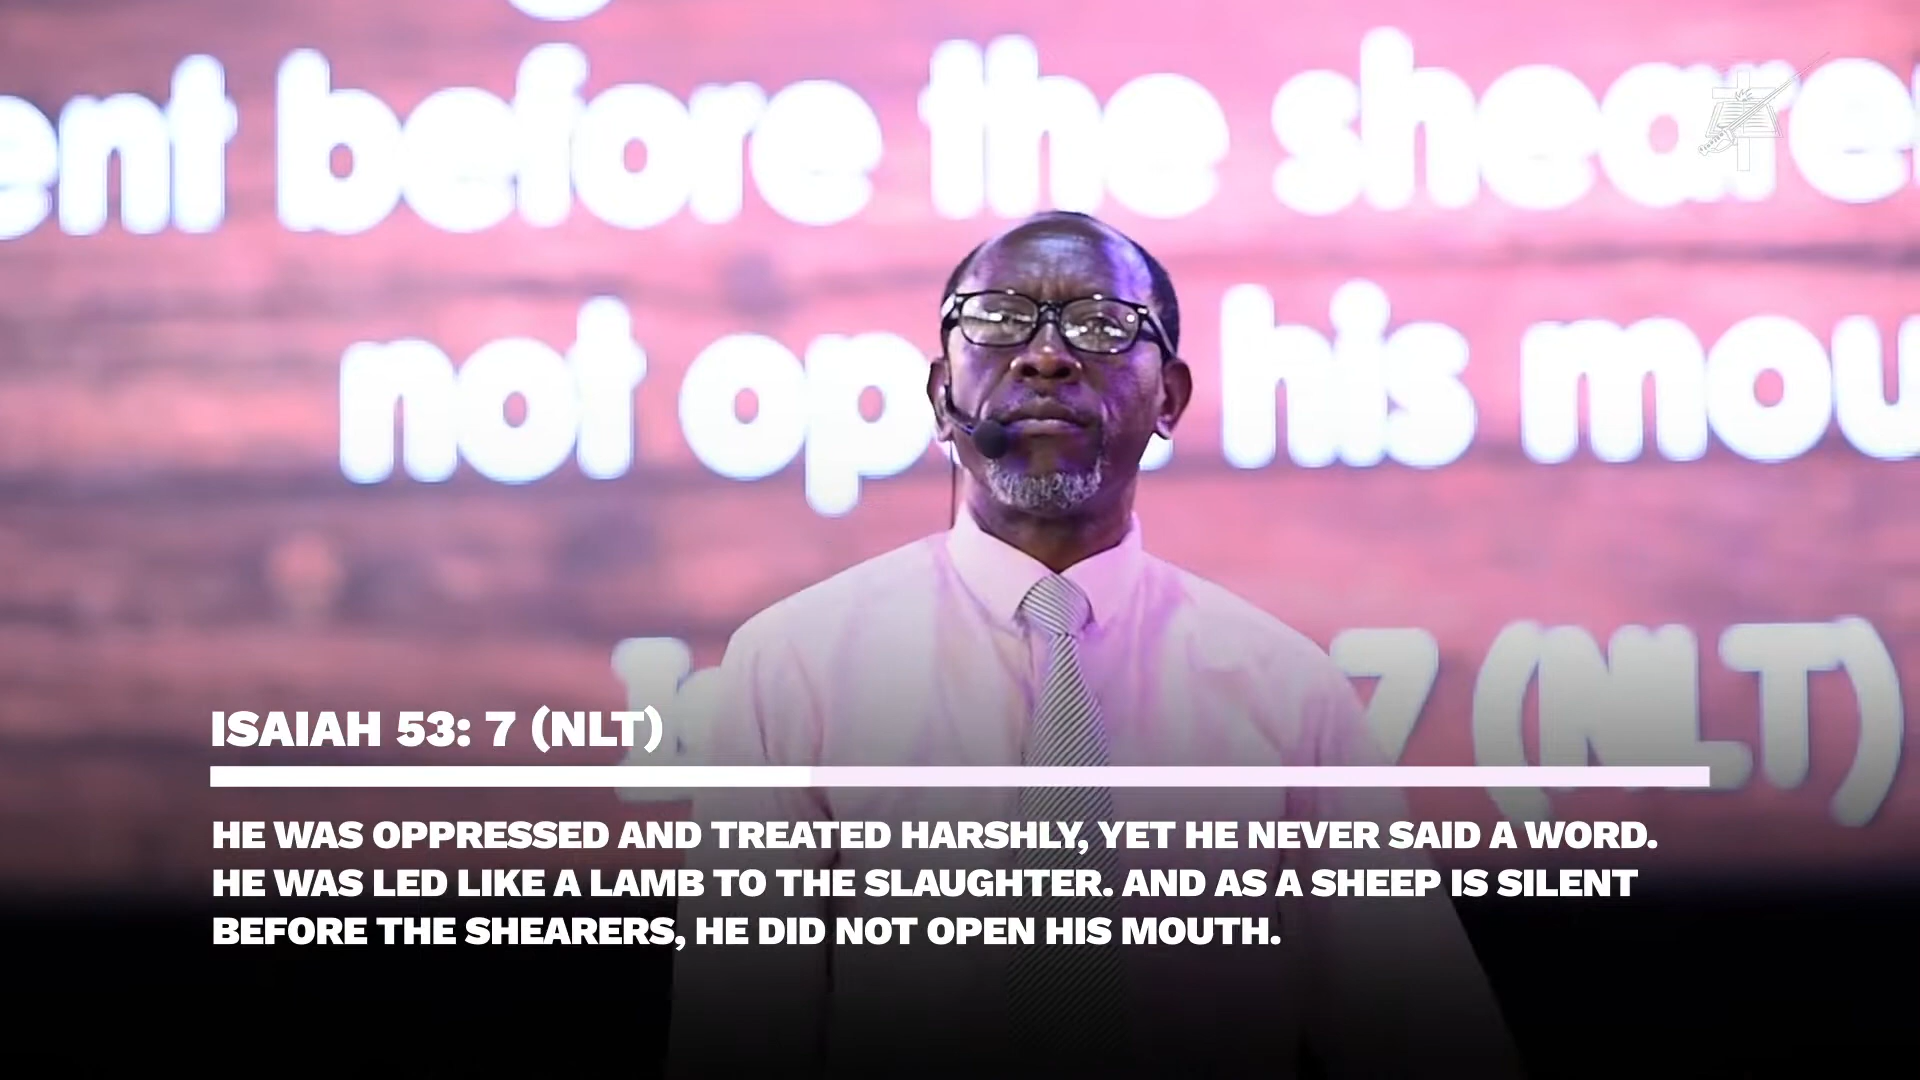 ent before the sheare
not op his mou
7 (NLT)
ISAIAH 53: 7 (NLT)
HE WAS OPPRESSED AND TREATED HARSHLY, YET HE NEVER SAID A WORD.
HE WAS LED LIKE A LAMB TO THE SLAUGHTER. AND AS A SHEEP IS SILENT
BEFORE THE SHEARERS, HE DID NOT OPEN HIS MOUTH.